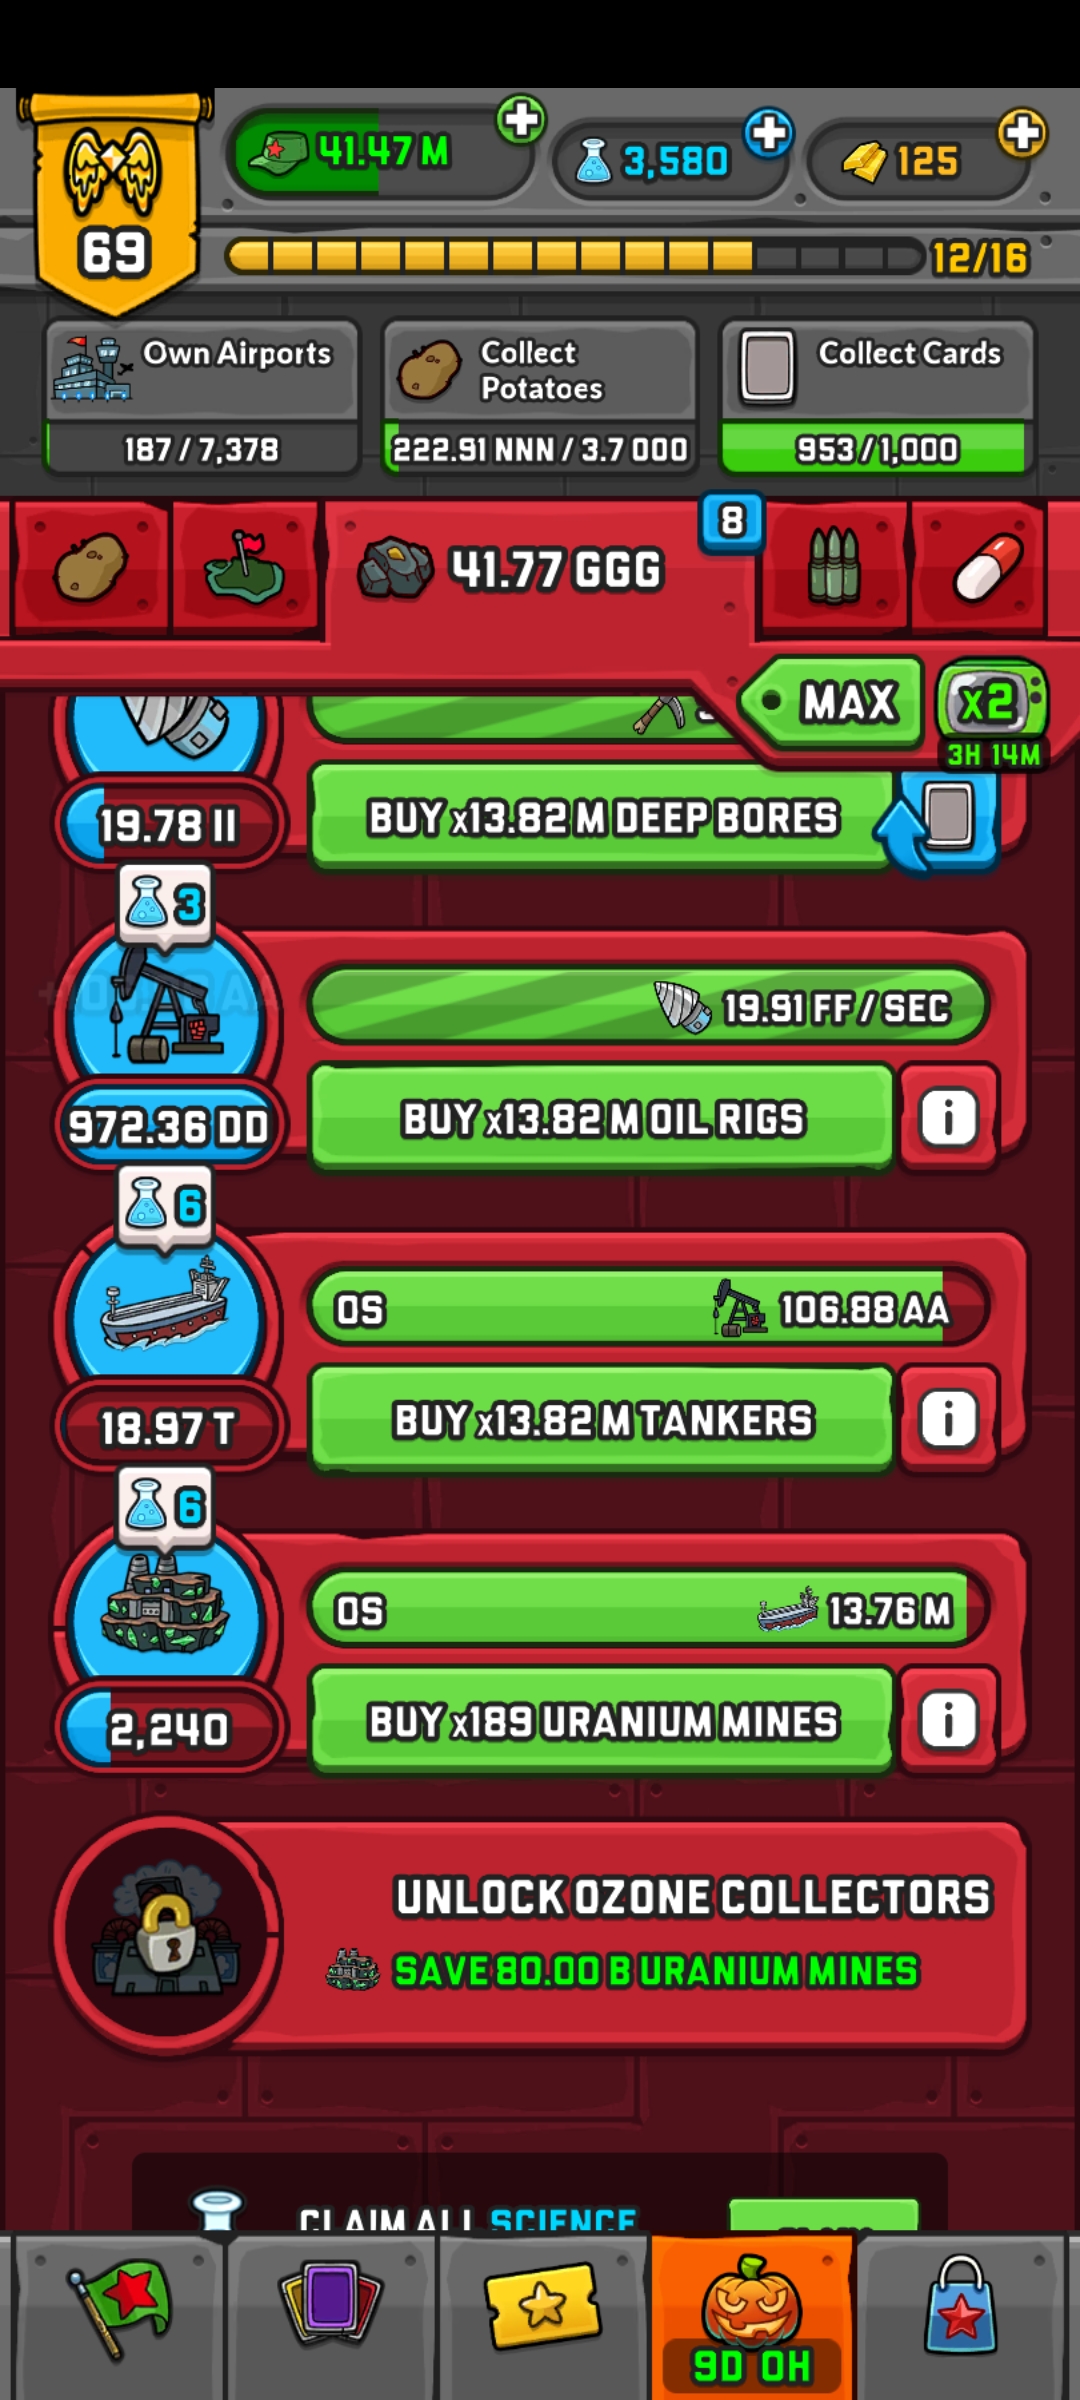 41.47 M
3,580
125
69
12/16
Own Airports
187 / 7,378
Collect
Potatoes
222.91 NNN / 3.7 OOO
Collect Cards
953 / 1,000
8
41.77 GGG
MAX
x2
3H 14M
19.78 II
BUY x13.82 M DEEP BORES
3
19.91 FF / SEC
972.36 DD
BUY x13.82 M OIL RIGS
i
6
0S
106.88 AA
18.97 T
BUY x13.82 M TANKERS
i
6
0S
13.76 M
2,240
BUY x189 URANIUM MINES
i
UNLOCK OZONE COLLECTORS
SAVE 80.00 B URANIUM MINES
CLAIM ALL SCIENCE
9D 0H